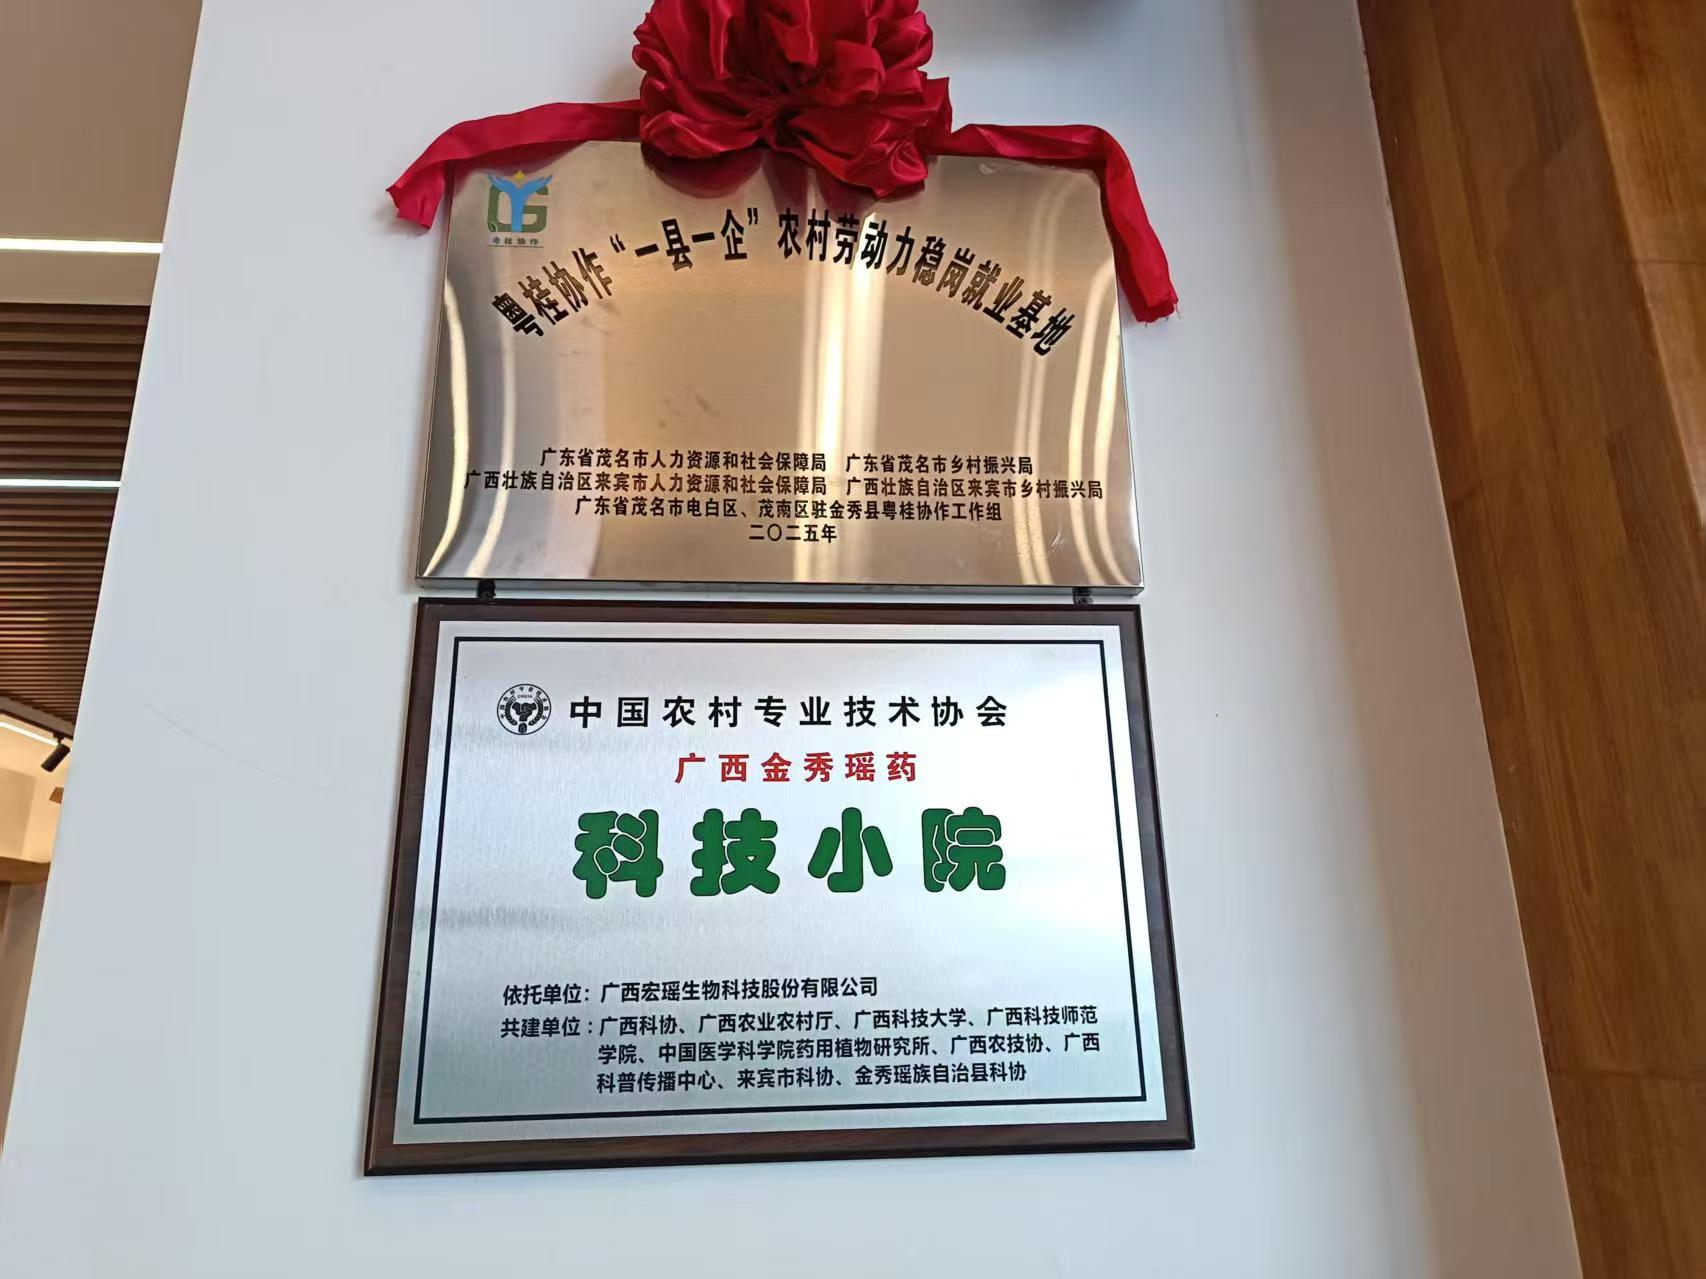 粤桂协作
粤桂协作“一县一企”农村劳动力稳岗就业基地
广东省茂名市人力资源和社会保障局 广东省茂名市乡村振兴局
广西壮族自治区来宾市人力资源和社会保障局 广西壮族自治区来宾市乡村振兴局
广东省茂名市电白区、茂南区驻金秀县粤桂协作工作组
二〇二五年
中国农村专业技术协会
广西金秀瑶药
科技小院
依托单位：广西宏瑶生物科技股份有限公司
共建单位：广西科协、广西农业农村厅、广西科技大学、广西科技师范
学院、中国医学科学院药用植物研究所、广西农技协、广西
科普传播中心、来宾市科协、金秀瑶族自治县科协